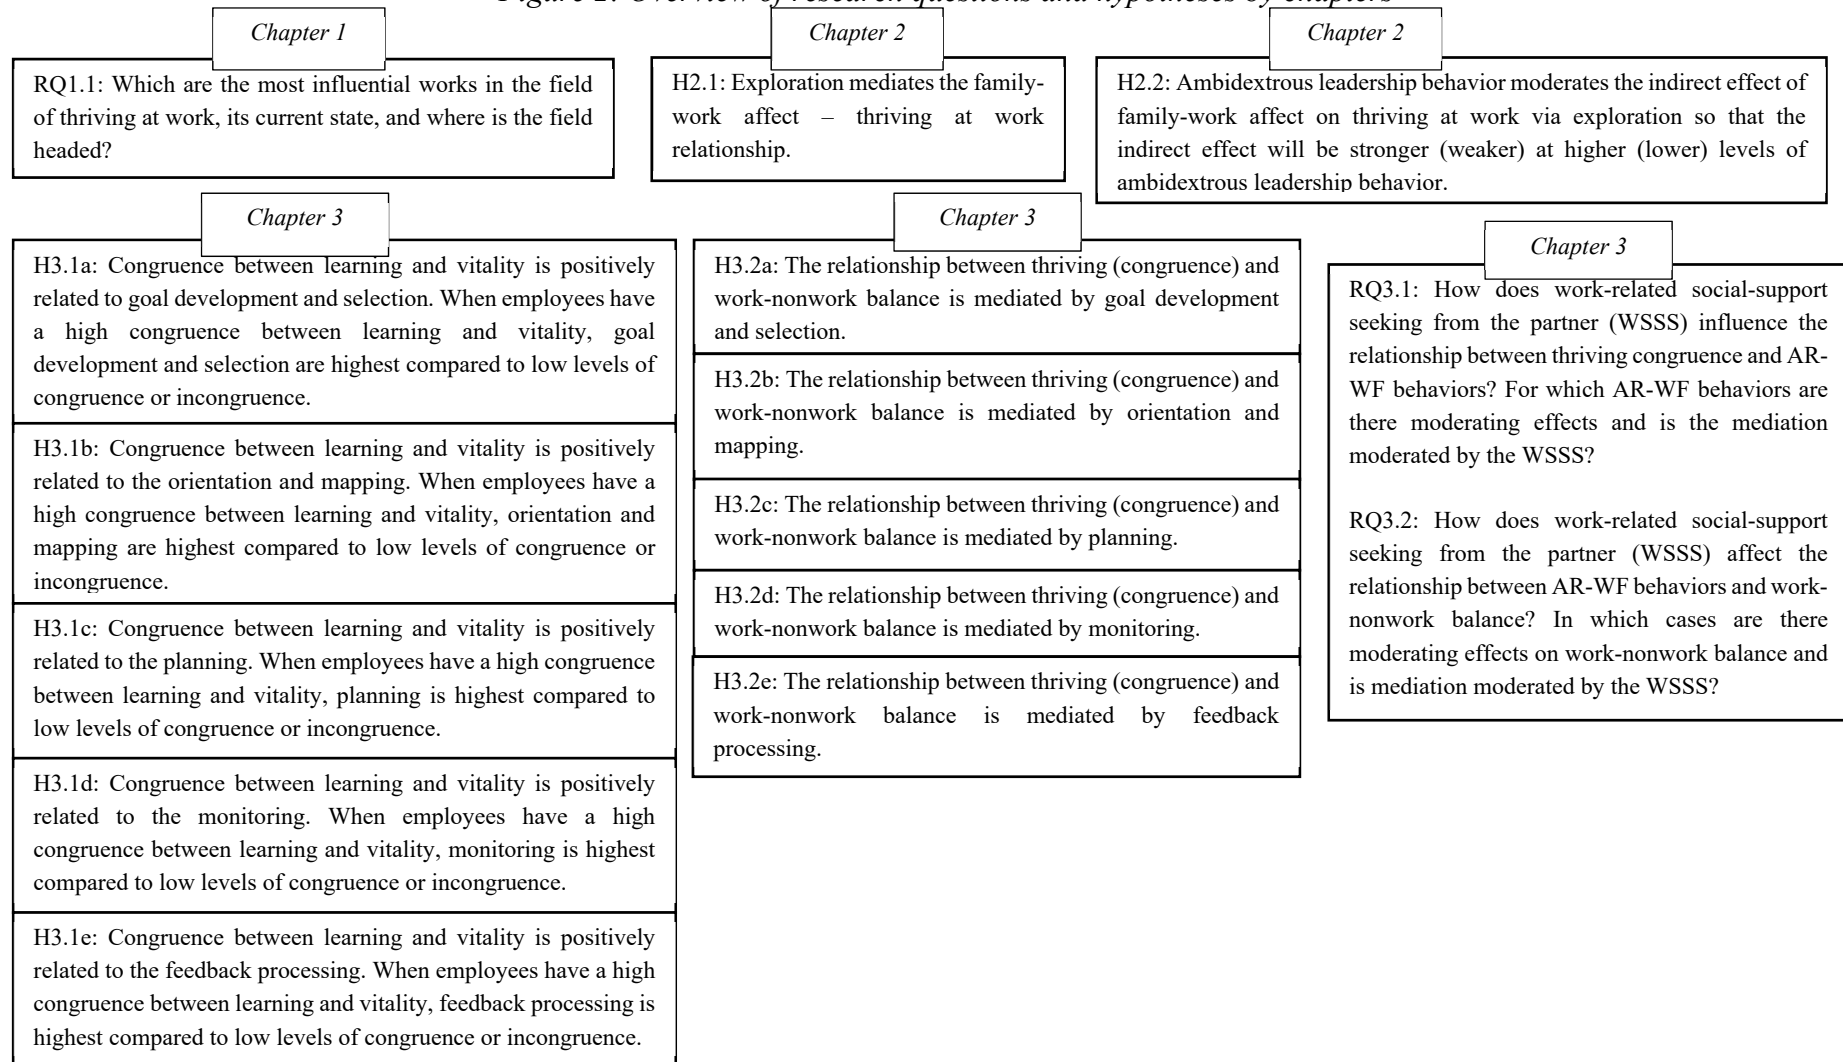 Figure 2: Overview of research questions and hypotheses by chapters
Chapter 1
RQ1.1: Which are the most influential works in the field
of thriving at work, its current state, and where is the field
headed?
Chapter 2
H2.1: Exploration mediates the family-
work affect – thriving at work
relationship.
Chapter 2
H2.2: Ambidextrous leadership behavior moderates the indirect effect of
family-work affect on thriving at work via exploration so that the
indirect effect will be stronger (weaker) at higher (lower) levels of
ambidextrous leadership behavior.
Chapter 3
H3.1a: Congruence between learning and vitality is positively
related to goal development and selection. When employees have
a high congruence between learning and vitality, goal
development and selection are highest compared to low levels of
congruence or incongruence.
H3.1b: Congruence between learning and vitality is positively
related to the orientation and mapping. When employees have a
high congruence between learning and vitality, orientation and
mapping are highest compared to low levels of congruence or
incongruence.
H3.1c: Congruence between learning and vitality is positively
related to the planning. When employees have a high congruence
between learning and vitality, planning is highest compared to
low levels of congruence or incongruence.
H3.1d: Congruence between learning and vitality is positively
related to the monitoring. When employees have a high
congruence between learning and vitality, monitoring is highest
compared to low levels of congruence or incongruence.
H3.1e: Congruence between learning and vitality is positively
related to the feedback processing. When employees have a high
congruence between learning and vitality, feedback processing is
highest compared to low levels of congruence or incongruence.
Chapter 3
H3.2a: The relationship between thriving (congruence) and
work-nonwork balance is mediated by goal development
and selection.
H3.2b: The relationship between thriving (congruence) and
work-nonwork balance is mediated by orientation and
mapping.
H3.2c: The relationship between thriving (congruence) and
work-nonwork balance is mediated by planning.
H3.2d: The relationship between thriving (congruence) and
work-nonwork balance is mediated by monitoring.
H3.2e: The relationship between thriving (congruence) and
work-nonwork balance is mediated by feedback
processing.
Chapter 3
RQ3.1: How does work-related social-support
seeking from the partner (WSSS) influence the
relationship between thriving congruence and AR-
WF behaviors? For which AR-WF behaviors are
there moderating effects and is the mediation
moderated by the WSSS?
RQ3.2: How does work-related social-support
seeking from the partner (WSSS) affect the
relationship between AR-WF behaviors and work-
nonwork balance? In which cases are there
moderating effects on work-nonwork balance and
is mediation moderated by the WSSS?